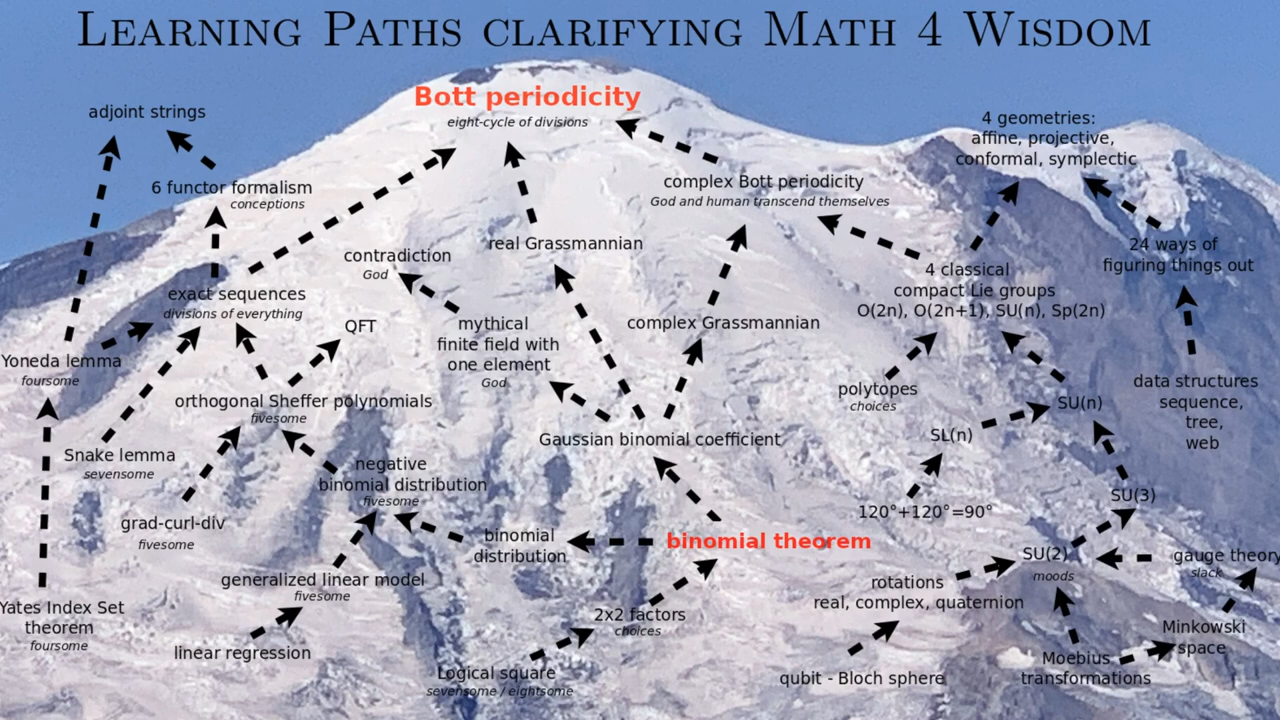 Learning Paths clarifying Math 4 Wisdom
adjoint strings
Bott periodicity
eight-cycle of divisions
4 geometries:
affine, projective,
conformal, symplectic
6 functor formalism
conceptions
complex Bott periodicity
God and human transcend themselves
contradiction
God
real Grassmannian
24 ways of
figuring things out
exact sequences
divisions of everything
4 classical
compact Lie groups
O(2n), O(2n+1), SU(n), Sp(2n)
QFT
mythical
finite field with
one element
God
complex Grassmannian
Yoneda lemma
foursome
orthogonal Sheffer polynomials
fivesome
polytopes
choices
SU(n)
data structures
sequence,
tree,
web
Gaussian binomial coefficient
SL(n)
Snake lemma
sevensome
negative
binomial distribution
fivesome
SU(3)
120°+120°=90°
grad-curl-div
fivesome
binomial
distribution
binomial theorem
SU(2)
moods
gauge theory
slack
generalized linear model
fivesome
rotations
real, complex, quaternion
Yates Index Set
theorem
foursome
2x2 factors
choices
Minkowski
space
linear regression
Logical square
sevensome / eightsome
qubit - Bloch sphere
Moebius
transformations